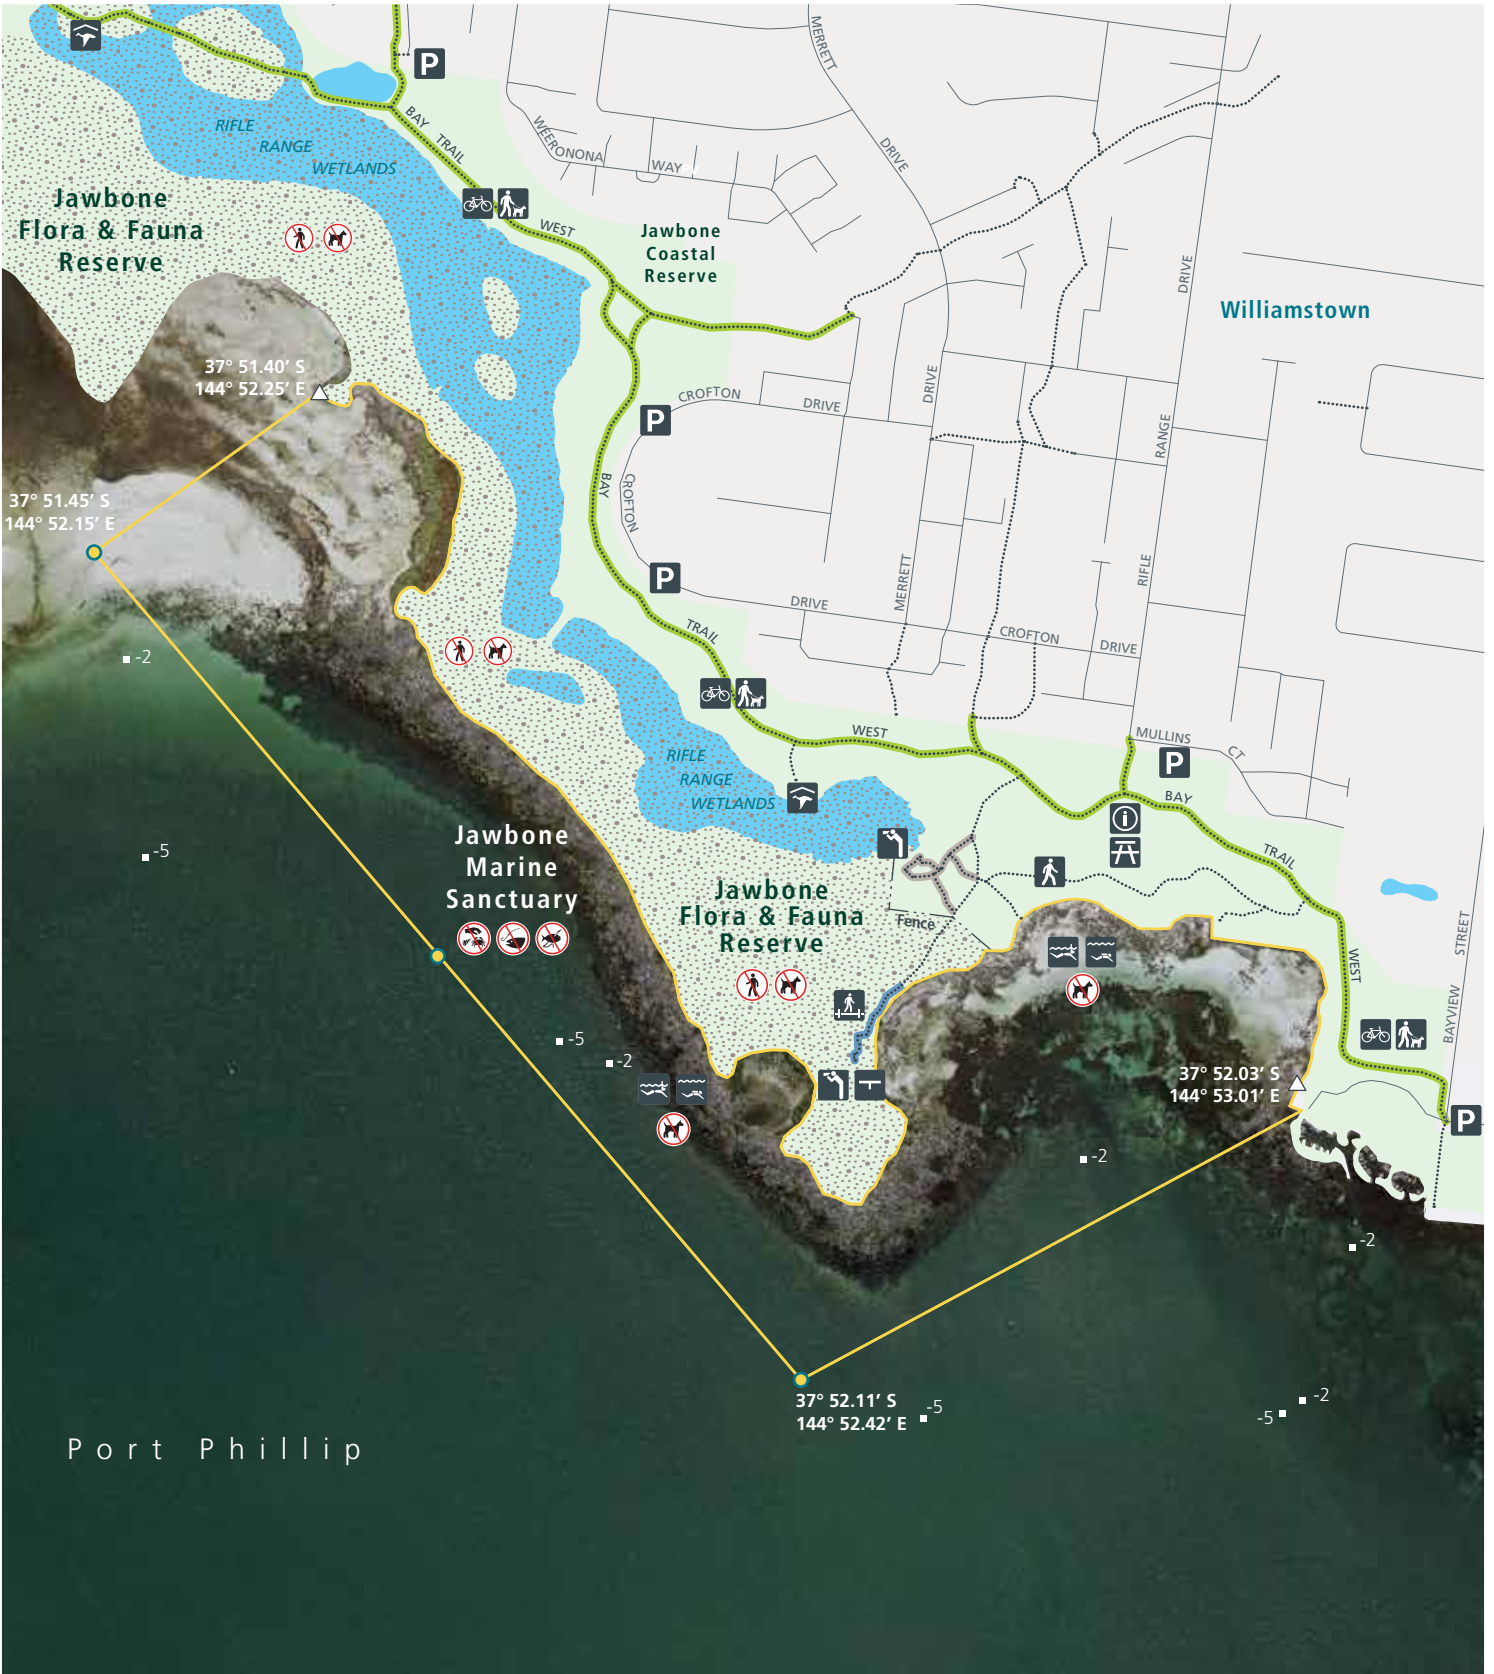 MERRETT
DRIVE
P
BAY
TRAIL
RIFLE
RANGE
WETLANDS
WEERONONA
WAY
Jawbone
Flora & Fauna
Reserve
WEST
Jawbone
Coastal
Reserve
DRIVE
Williamstown
37° 51.40′ S
144° 52.25′ E
CROFTON
DRIVE
DRIVE
P
RANGE
BAY
CROFTON
37° 51.45′ S
144° 52.15′ E
P
MERRETT
RIFLE
DRIVE
TRAIL
CROFTON
DRIVE
-2
WEST
MULLINS
CT
P
RIFLE
RANGE
WETLANDS
BAY
i
TRAIL
-5
Jawbone
Marine
Sanctuary
Jawbone
Flora & Fauna
Reserve
Fence
STREET
WEST
BAYVIEW
-5
-2
37° 52.03′ S
144° 53.01′ E
P
-2
-2
37° 52.11′ S
144° 52.42′ E
-5
-2
-5
Port Phillip